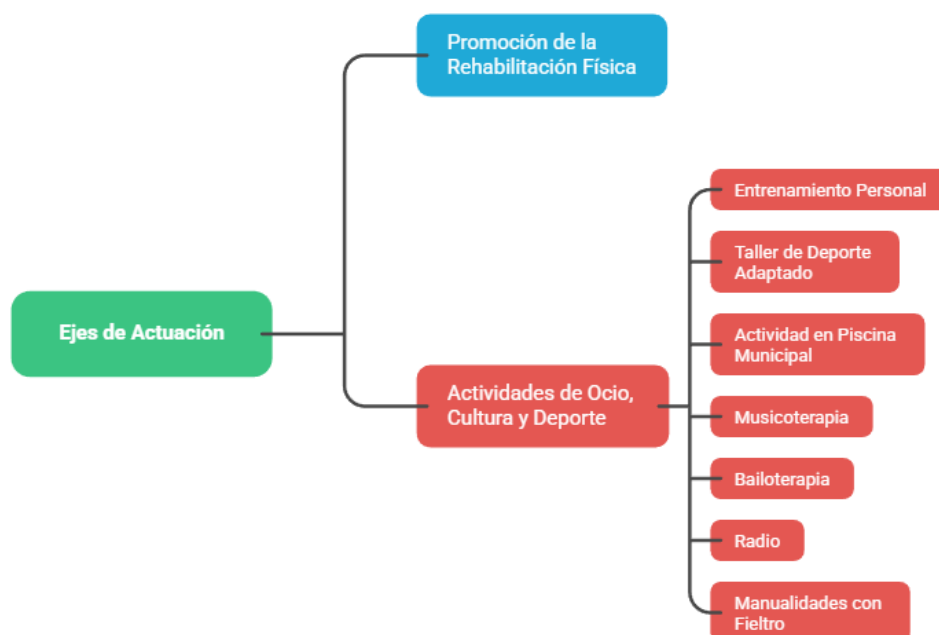 Promoción de la
Rehabilitación Física
Ejes de Actuación
Actividades de Ocio,
Cultura y Deporte
Entrenamiento Personal
Taller de Deporte
Adaptado
Actividad en Piscina
Municipal
Musicoterapia
Bailoterapia
Radio
Manualidades con
Fieltro